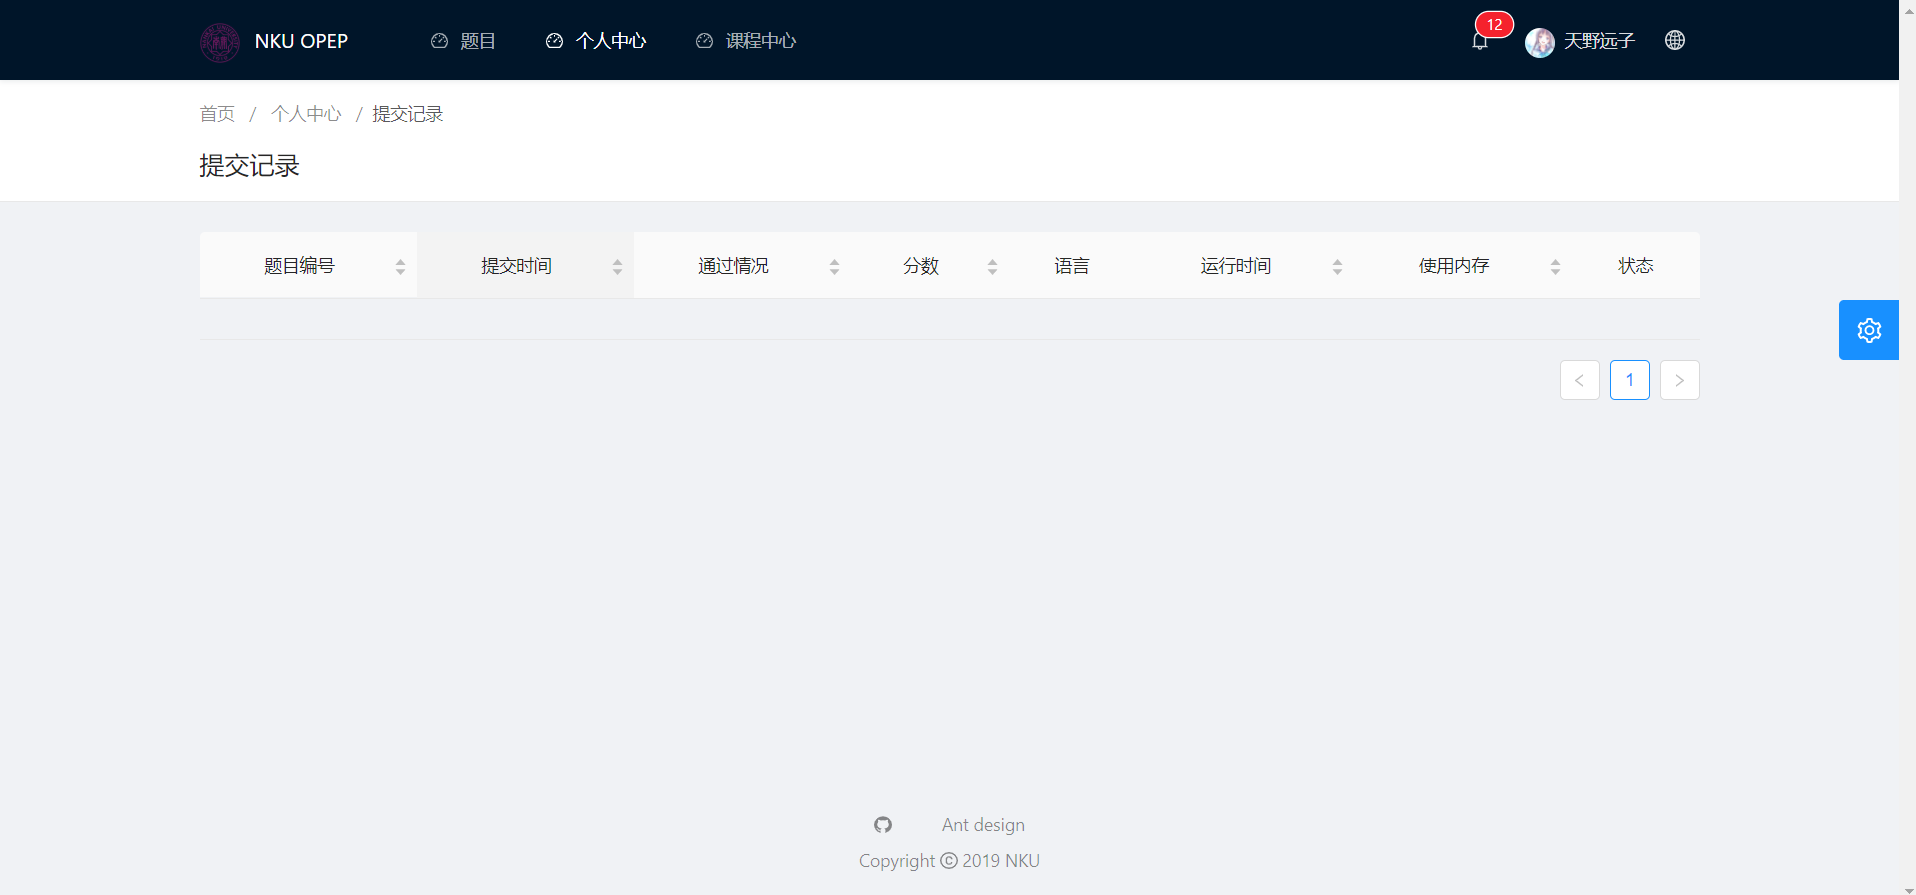 NKU OPEP 题目 个人中心 课程中心 12 天野远子
首页 / 个人中心 / 提交记录
提交记录
题目编号 提交时间 通过情况 分数 语言 运行时间 使用内存 状态
< 1 >
Ant design
Copyright © 2019 NKU